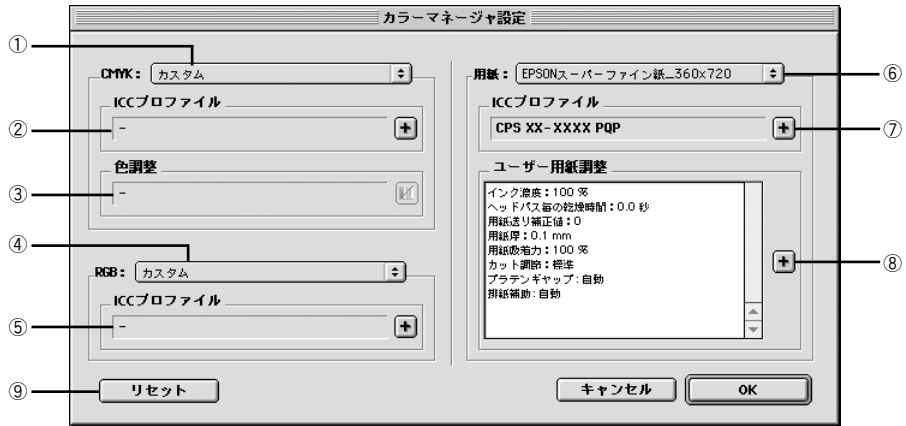 カラーマネージャ設定
① CMYK: カスタム
ICCプロファイル
② -
色調整
③ -
④ RGB: カスタム
ICCプロファイル
⑤ -
用紙: EPSONスーパーファイン紙_360x720 ⑥
ICCプロファイル
CPS XX-XXXX PQP ⑦
ユーザー用紙調整
インク濃度:100 %
ヘッドパス毎の乾燥時間:0.0 秒
用紙送り補正値:0
用紙厚:0.1 mm
用紙吸着力:100 %
カット調節:標準
プラテンギャップ:自動
排紙補助:自動
⑧
⑨ リセット
キャンセル
OK